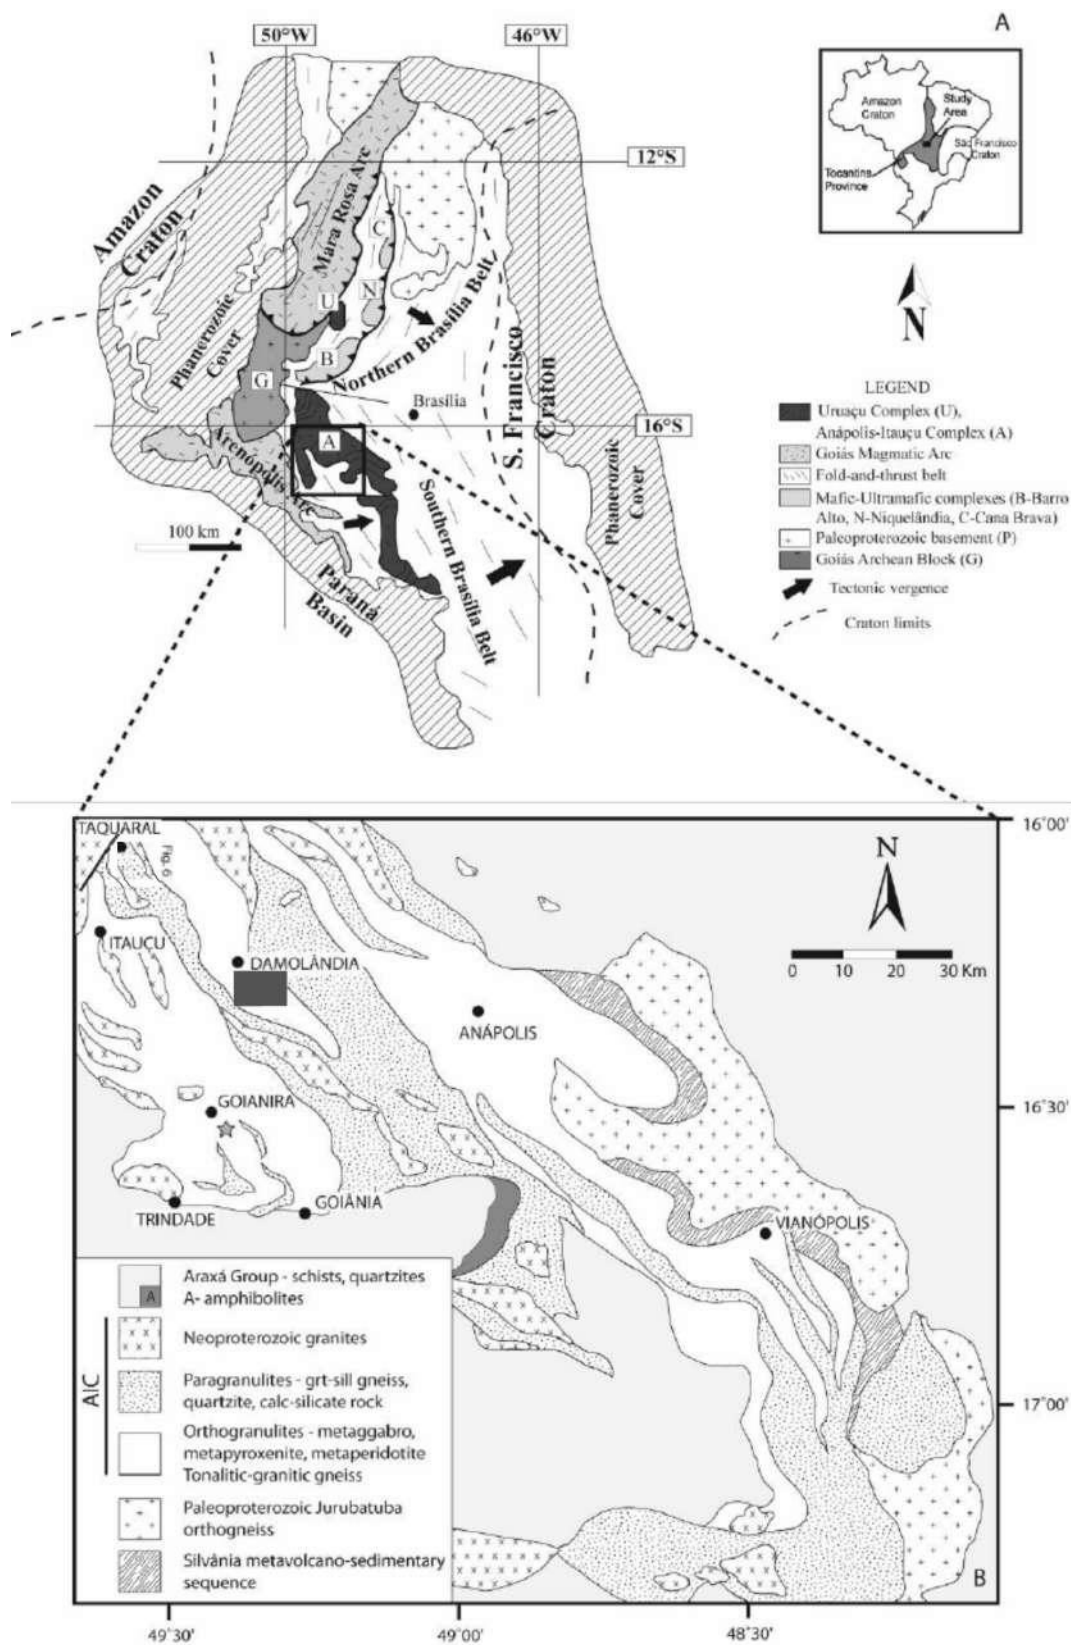 A
50°W
46°W
Amazon
Craton
Study
Area
São Francisco
Craton
Tocantins
Province
12°S
Amazon
Craton
Mara Rosa Arc
C
N
U
B
G
Phanerozoic
Cover
Northern Brasília Belt
Brasília
S. Francisco
Craton
16°S
A
Arenópolis Arc
Southern Brasília Belt
Phanerozoic
Cover
100 km
Paraná
Basin
N
LEGEND
Uruaçu Complex (U),
Anápolis-Itauçu Complex (A)
Goiás Magmatic Arc
Fold-and-thrust belt
Mafic-Ultramafic complexes (B-Barro
Alto, N-Niquelândia, C-Cana Brava)
Paleoproterozoic basement (P)
Goiás Archean Block (G)
Tectonic vergence
Craton limits
TAQUARAL
Fig. 6
ITAUÇU
DAMOLÂNDIA
ANÁPOLIS
GOIANIRA
TRINDADE
GOIÂNIA
VIANÓPOLIS
N
0 10 20 30 Km
16°00'
16°30'
17°00'
A
Araxá Group - schists, quartzites
A- amphibolites
AIC
Neoproterozoic granites
Paragranulites - grt-sill gneiss,
quartzite, calc-silicate rock
Orthogranulites - metaggabro,
metapyroxenite, metaperidotite
Tonalitic-granitic gneiss
Paleoproterozoic Jurubatuba
orthogneiss
Silvânia metavolcano-sedimentary
sequence
B
49°30'
49°00'
48°30'